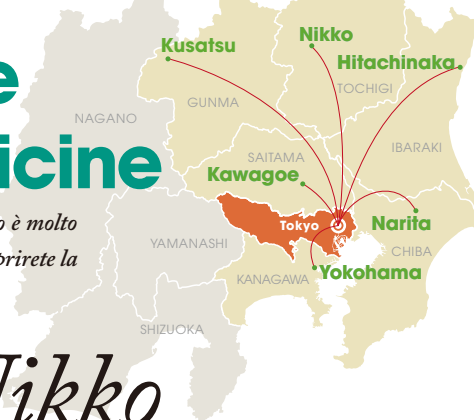 e
icine
o è molto
prirete la
Nikko
Kusatsu
Nikko
Hitachinaka
TOCHIGI
GUNMA
NAGANO
IBARAKI
SAITAMA
Kawagoe
Tokyo
Narita
YAMANASHI
CHIBA
Yokohama
KANAGAWA
SHIZUOKA